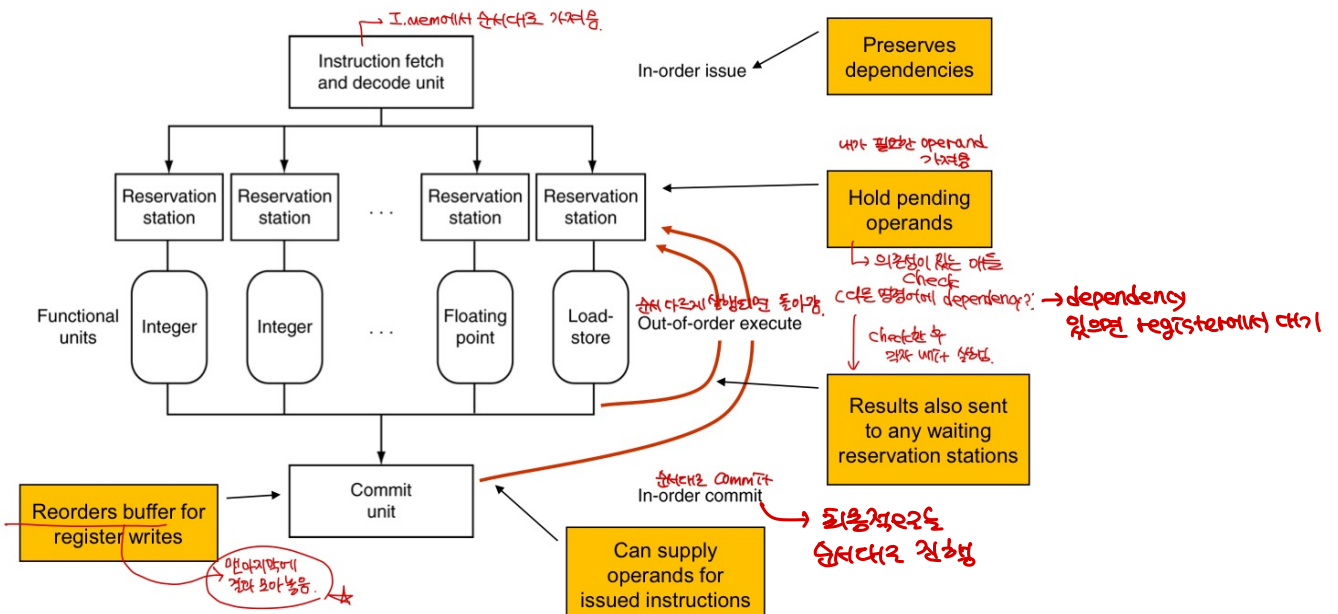 → I.mem에서 순서대로 가져옴.
Instruction fetch
and decode unit
In-order issue
Preserves
dependencies
내가 필요한 operand
가져옴
Reservation
station
Reservation
station
. . .
Reservation
station
Reservation
station
Hold pending
operands
↳ 의존성이 있는 애들
check
(다른 명령어에 dependency?) → dependency
있으면 register에서 대기
Functional
units
Integer
Integer
. . .
Floating
point
Load-
store
순서 다르게 실행되면 돌아감.
Out-of-order execute
check한 후
각자 unit 실행.
Results also sent
to any waiting
reservation stations
Commit
unit
순서대로 commit
In-order commit
→ 최종적으로는
순서대로 진행
Reorders buffer for
register writes
맨마지막에
결과 모아놓음.
Can supply
operands for
issued instructions